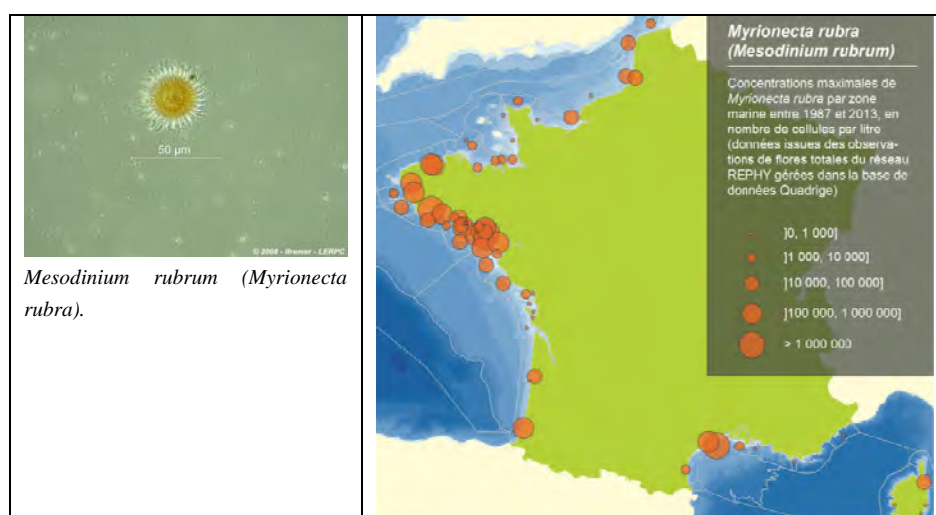 50 µm
© 2008 - Ifremer - LERPC
Mesodinium rubrum (Myrionecta
rubra).
Myrionecta rubra
(Mesodinium rubrum)
Concentrations maximales de
Myrionecta rubra par zone
marine entre 1987 et 2013, en
nombre de cellules par litre
(données issues des observa-
tions de flores totales du réseau
REPHY gérées dans la base de
données Quadrige)
]0, 1 000]
]1 000, 10 000]
]10 000, 100 000]
]100 000, 1 000 000]
> 1 000 000